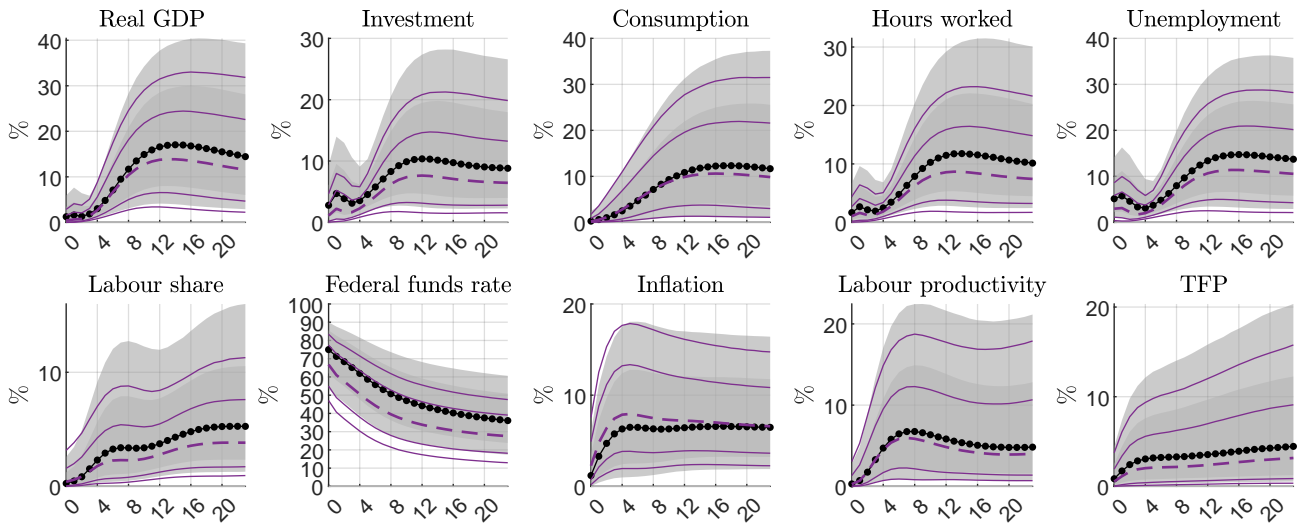 Real GDP
Investment
Consumption
Hours worked
Unemployment
40
30
20
10
0
%
0 4 8 12 16 20
30
20
10
0
%
0 4 8 12 16 20
40
30
20
10
0
%
0 4 8 12 16 20
30
20
10
0
%
0 4 8 12 16 20
40
30
20
10
0
%
0 4 8 12 16 20
Labour share
Federal funds rate
Inflation
Labour productivity
TFP
10
0
%
0 4 8 12 16 20
100
90
80
70
60
50
40
30
20
10
0
%
0 4 8 12 16 20
20
10
0
%
0 4 8 12 16 20
20
10
0
%
0 4 8 12 16 20
20
10
0
%
0 4 8 12 16 20